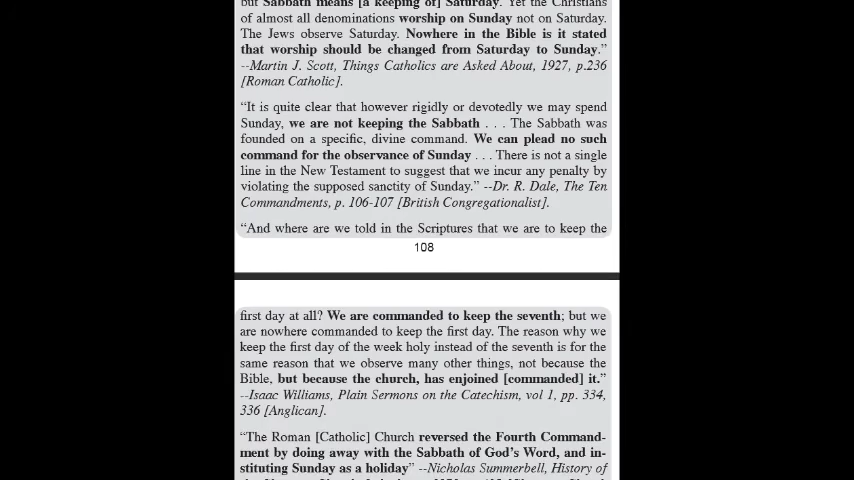 but Sabbath means [a keeping of] Saturday. Yet the Christians
of almost all denominations worship on Sunday not on Saturday.
The Jews observe Saturday. Nowhere in the Bible is it stated
that worship should be changed from Saturday to Sunday.”
--Martin J. Scott, Things Catholics are Asked About, 1927, p.236
[Roman Catholic].
“It is quite clear that however rigidly or devotedly we may spend
Sunday, we are not keeping the Sabbath . . . The Sabbath was
founded on a specific, divine command. We can plead no such
command for the observance of Sunday . . . There is not a single
line in the New Testament to suggest that we incur any penalty by
violating the supposed sanctity of Sunday.” --Dr. R. Dale, The Ten
Commandments, p. 106-107 [British Congregationalist].
“And where are we told in the Scriptures that we are to keep the
108
first day at all? We are commanded to keep the seventh; but we
are nowhere commanded to keep the first day. The reason why we
keep the first day of the week holy instead of the seventh is for the
same reason that we observe many other things, not because the
Bible, but because the church, has enjoined [commanded] it.”
--Isaac Williams, Plain Sermons on the Catechism, vol 1, pp. 334,
336 [Anglican].
“The Roman [Catholic] Church reversed the Fourth Command-
ment by doing away with the Sabbath of God’s Word, and in-
stituting Sunday as a holiday” --Nicholas Summerbell, History of